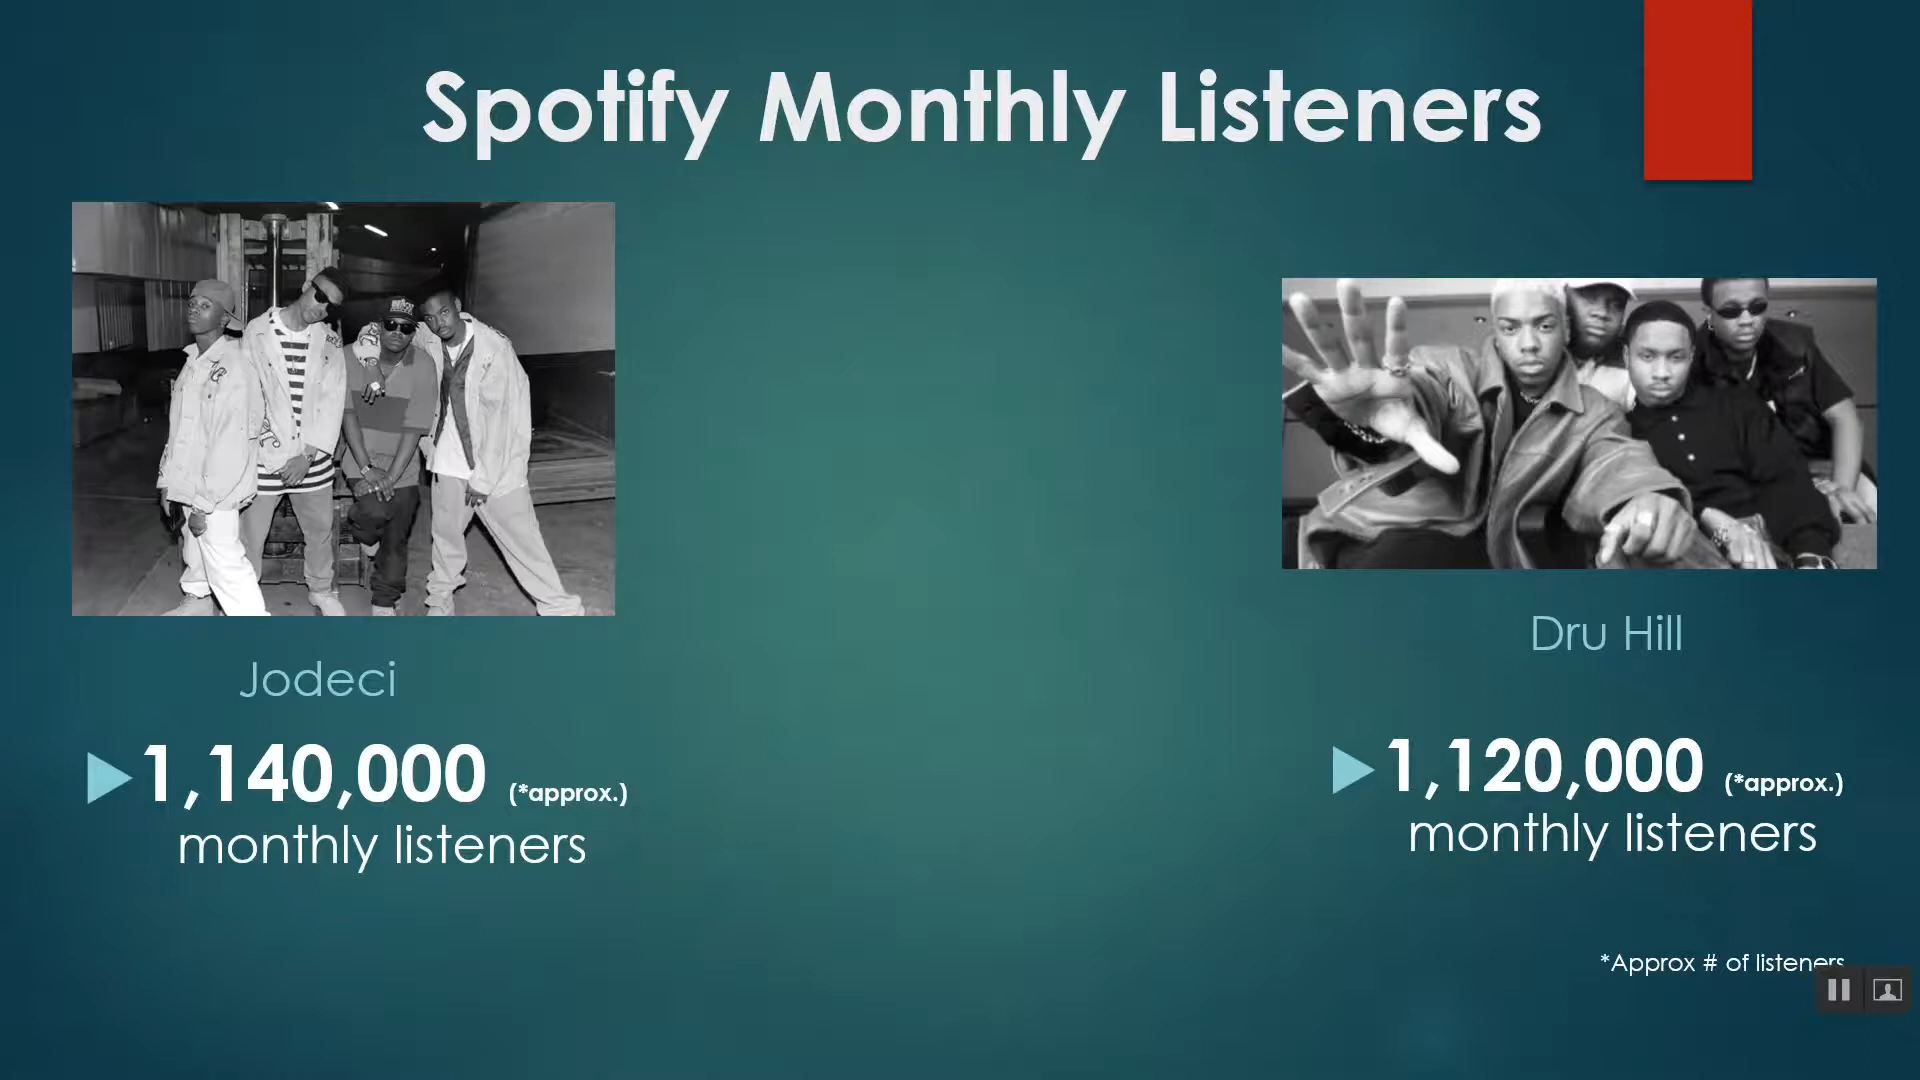 Spotify Monthly Listeners
Jodeci
1,140,000 (*approx.)
monthly listeners
Dru Hill
1,120,000 (*approx.)
monthly listeners
*Approx # of listeners